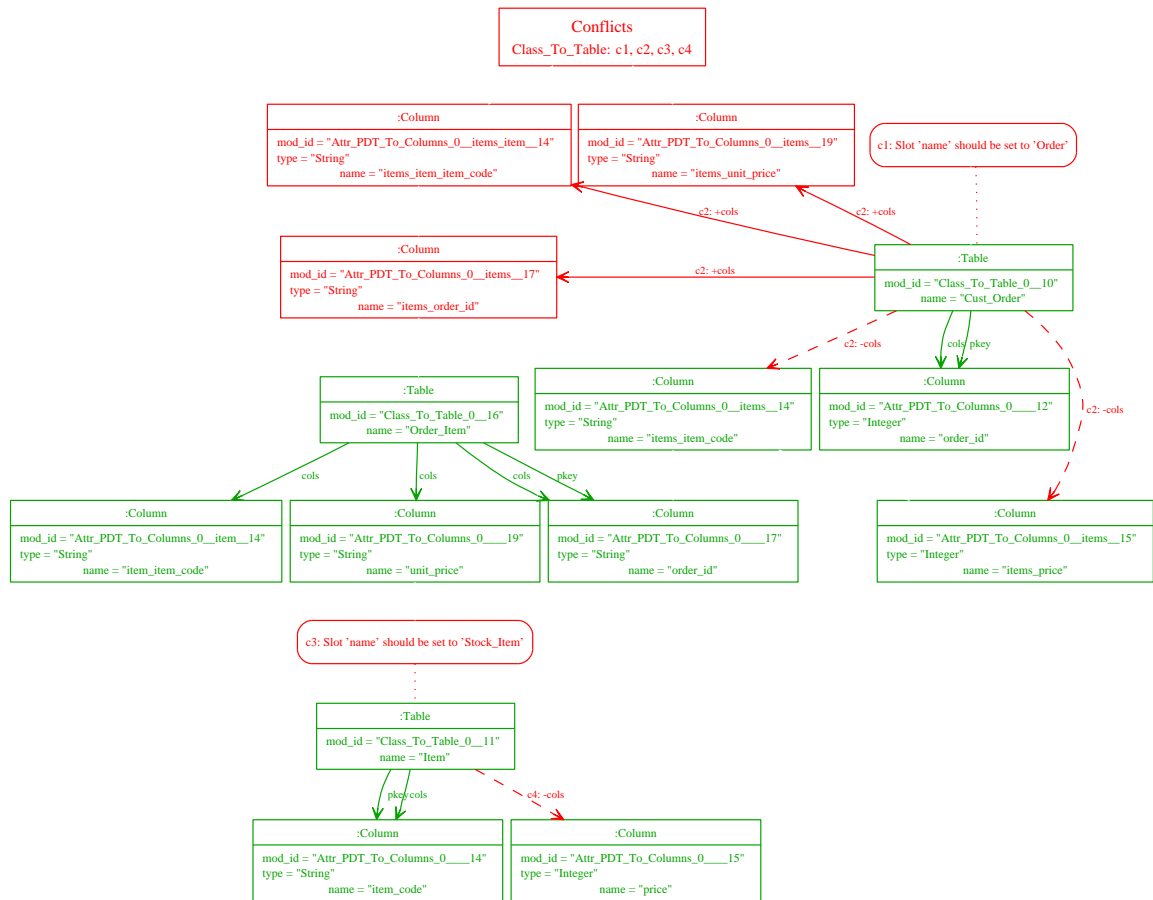 Conflicts
Class_To_Table: c1, c2, c3, c4
:Column
mod_id = "Attr_PDT_To_Columns_0__items_item__14"
type = "String"
name = "items_item_item_code"
:Column
mod_id = "Attr_PDT_To_Columns_0__items__19"
type = "String"
name = "items_unit_price"
c1: Slot 'name' should be set to 'Order'
c2: +cols
c2: +cols
:Column
mod_id = "Attr_PDT_To_Columns_0__items__17"
type = "String"
name = "items_order_id"
c2: +cols
:Table
mod_id = "Class_To_Table_0__10"
name = "Cust_Order"
c2: -cols
cols
pkey
c2: -cols
:Table
mod_id = "Class_To_Table_0__16"
name = "Order_Item"
:Column
mod_id = "Attr_PDT_To_Columns_0__items__14"
type = "String"
name = "items_item_code"
:Column
mod_id = "Attr_PDT_To_Columns_0____12"
type = "Integer"
name = "order_id"
cols
cols
cols
pkey
:Column
mod_id = "Attr_PDT_To_Columns_0__item__14"
type = "String"
name = "item_item_code"
:Column
mod_id = "Attr_PDT_To_Columns_0____19"
type = "String"
name = "unit_price"
:Column
mod_id = "Attr_PDT_To_Columns_0____17"
type = "String"
name = "order_id"
:Column
mod_id = "Attr_PDT_To_Columns_0__items__15"
type = "Integer"
name = "items_price"
c3: Slot 'name' should be set to 'Stock_Item'
:Table
mod_id = "Class_To_Table_0__11"
name = "Item"
pkey
cols
c4: -cols
:Column
mod_id = "Attr_PDT_To_Columns_0____14"
type = "String"
name = "item_code"
:Column
mod_id = "Attr_PDT_To_Columns_0____15"
type = "Integer"
name = "price"